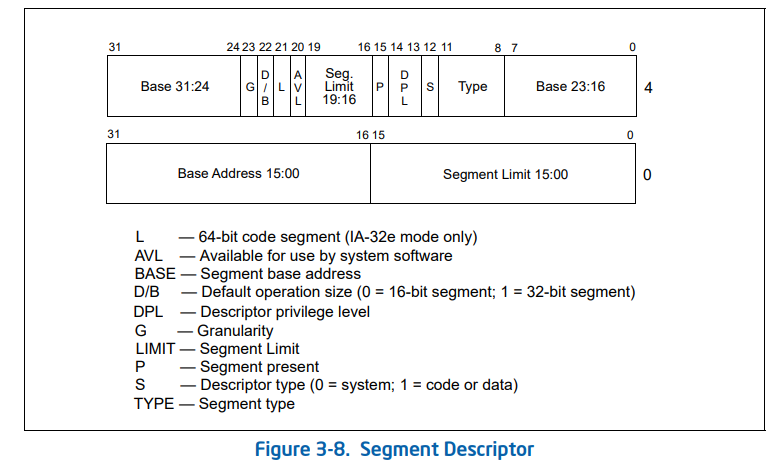 31 24 23 22 21 20 19 16 15 14 13 12 11 8 7 0
Base 31:24 G D/B L AVL Seg. Limit 19:16 P DPL S Type Base 23:16 4
31 16 15 0
Base Address 15:00 Segment Limit 15:00 0
L — 64-bit code segment (IA-32e mode only)
AVL — Available for use by system software
BASE — Segment base address
D/B — Default operation size (0 = 16-bit segment; 1 = 32-bit segment)
DPL — Descriptor privilege level
G — Granularity
LIMIT — Segment Limit
P — Segment present
S — Descriptor type (0 = system; 1 = code or data)
TYPE — Segment type
Figure 3-8. Segment Descriptor